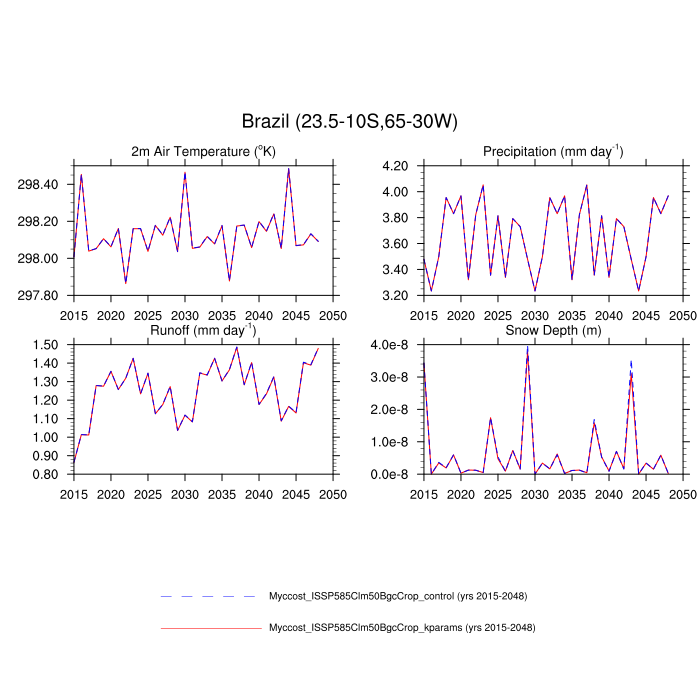 Brazil (23.5-10S,65-30W)
2m Air Temperature (°K)
298.40
298.20
298.00
297.80
2015 2020 2025 2030 2035 2040 2045 2050
Precipitation (mm day⁻¹)
4.20
4.00
3.80
3.60
3.40
3.20
2015 2020 2025 2030 2035 2040 2045 2050
Runoff (mm day⁻¹)
1.50
1.40
1.30
1.20
1.10
1.00
0.90
0.80
2015 2020 2025 2030 2035 2040 2045 2050
Snow Depth (m)
4.0e-8
3.0e-8
2.0e-8
1.0e-8
0.0e-8
2015 2020 2025 2030 2035 2040 2045 2050
Myccost_ISSP585Clm50BgcCrop_control (yrs 2015-2048)
Myccost_ISSP585Clm50BgcCrop_kparams (yrs 2015-2048)